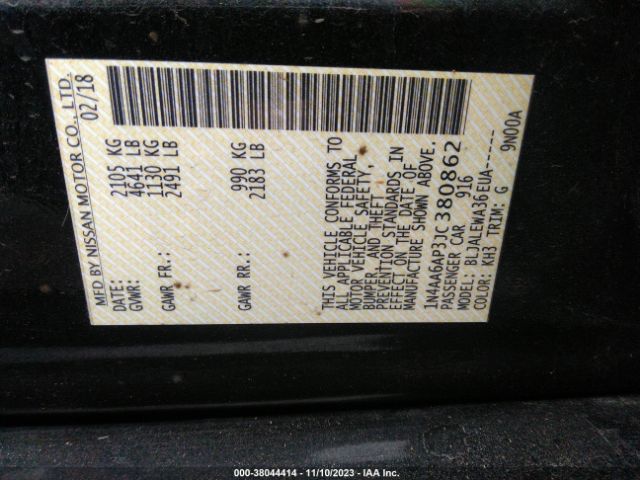 MFD BY NISSAN MOTOR CO., LTD.
DATE: 02/18
GVWR: 2105 KG
4641 LB
GAWR FR: 1130 KG
2491 LB
GAWR RR: 990 KG
2183 LB
THIS VEHICLE CONFORMS TO
ALL APPLICABLE FEDERAL
MOTOR VEHICLE SAFETY,
BUMPER, AND THEFT
PREVENTION STANDARDS IN
EFFECT ON THE DATE OF
MANUFACTURE SHOWN ABOVE.
1N4AA6AP3JC380862
PASSENGER CAR 916
MODEL: BLJALEWA36EUA-----
COLOR: KH3 TRIM: G 9N00A
000-38044414 - 11/10/2023 - IAA Inc.